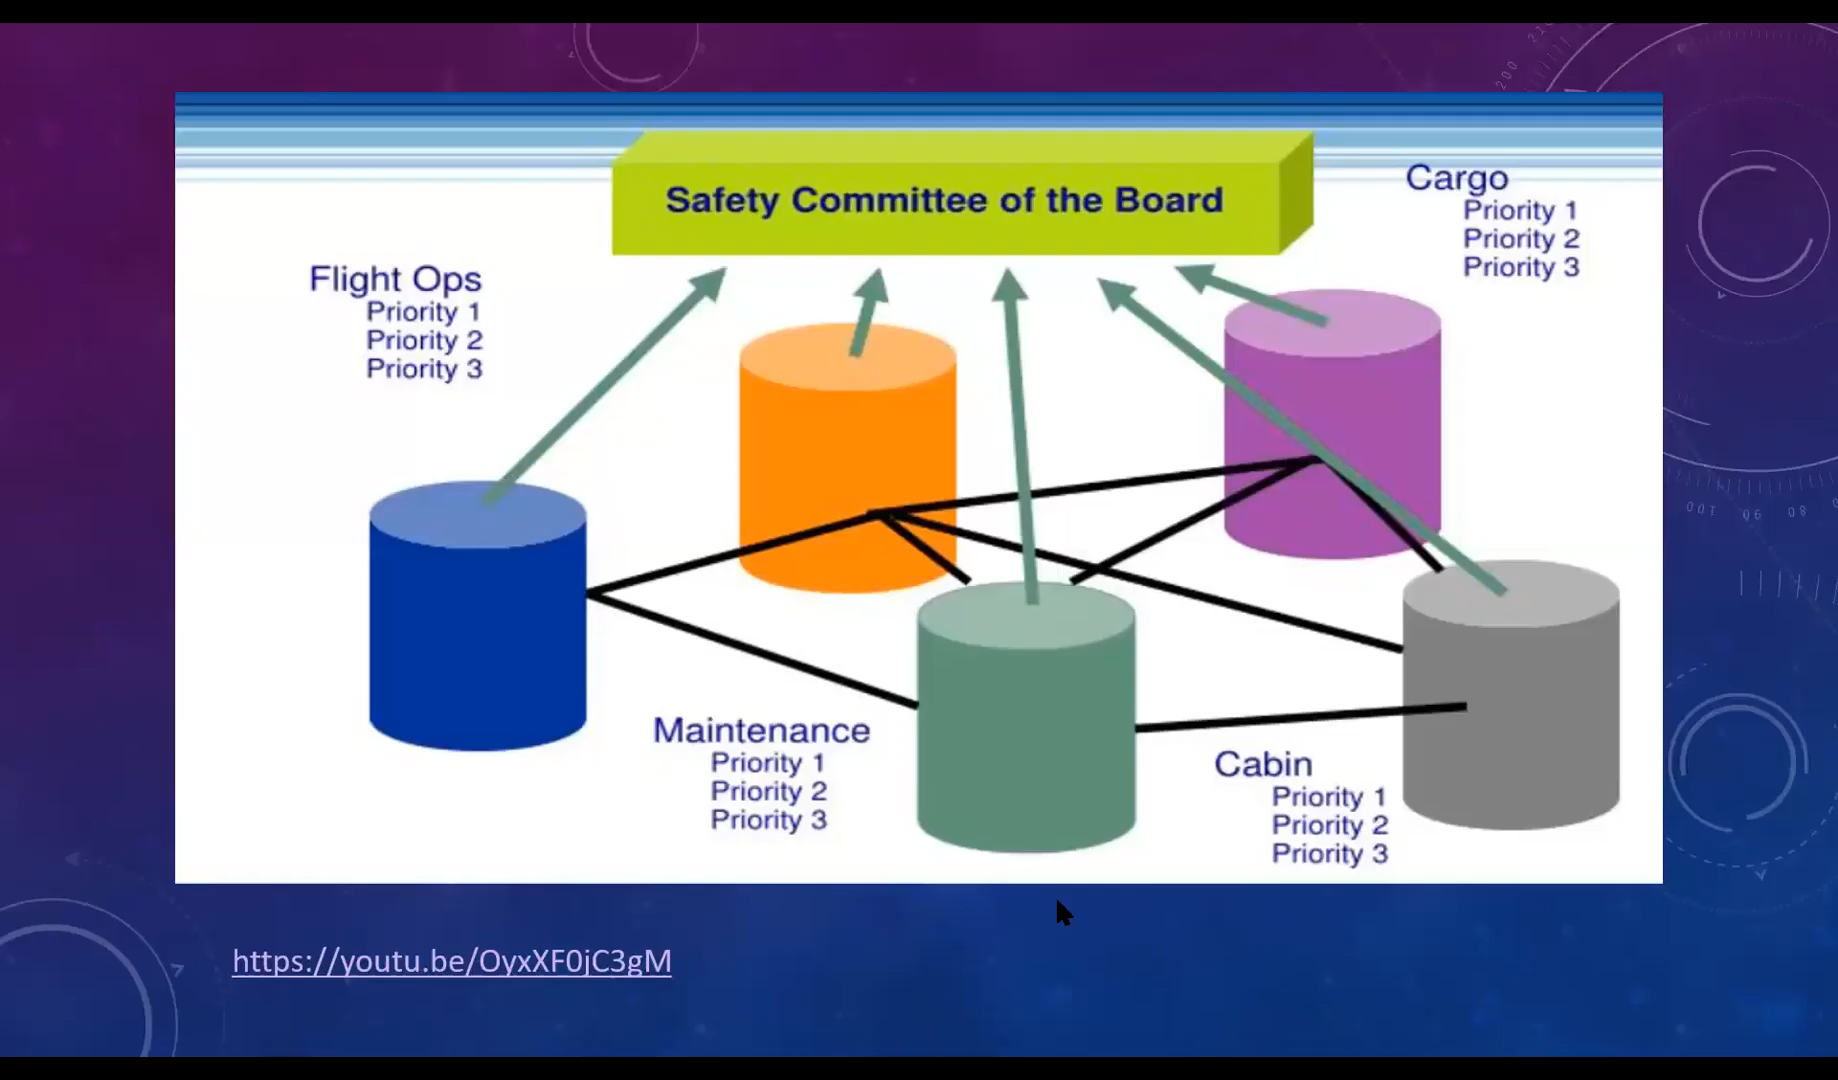 Safety Committee of the Board
Cargo
Priority 1
Priority 2
Priority 3
Flight Ops
Priority 1
Priority 2
Priority 3
Maintenance
Priority 1
Priority 2
Priority 3
Cabin
Priority 1
Priority 2
Priority 3
https://youtu.be/OyxXF0jC3gM